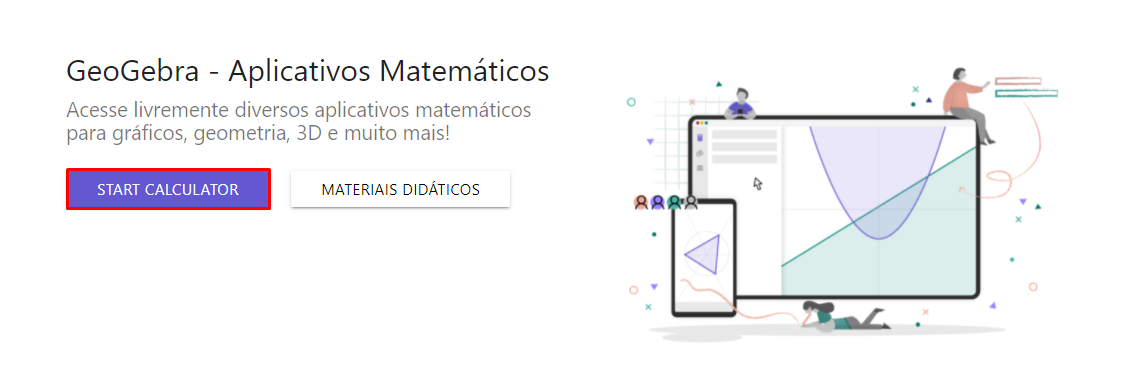 GeoGebra - Aplicativos Matemáticos
Acesse livremente diversos aplicativos matemáticos
para gráficos, geometria, 3D e muito mais!
START CALCULATOR
MATERIAIS DIDÁTICOS